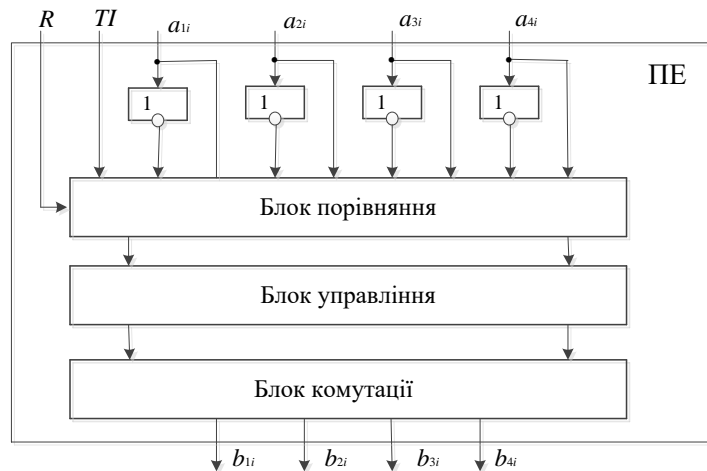 R TI a1i a2i a3i a4i
ПЕ
1 1 1 1
Блок порівняння
Блок управління
Блок комутації
b1i b2i b3i b4i